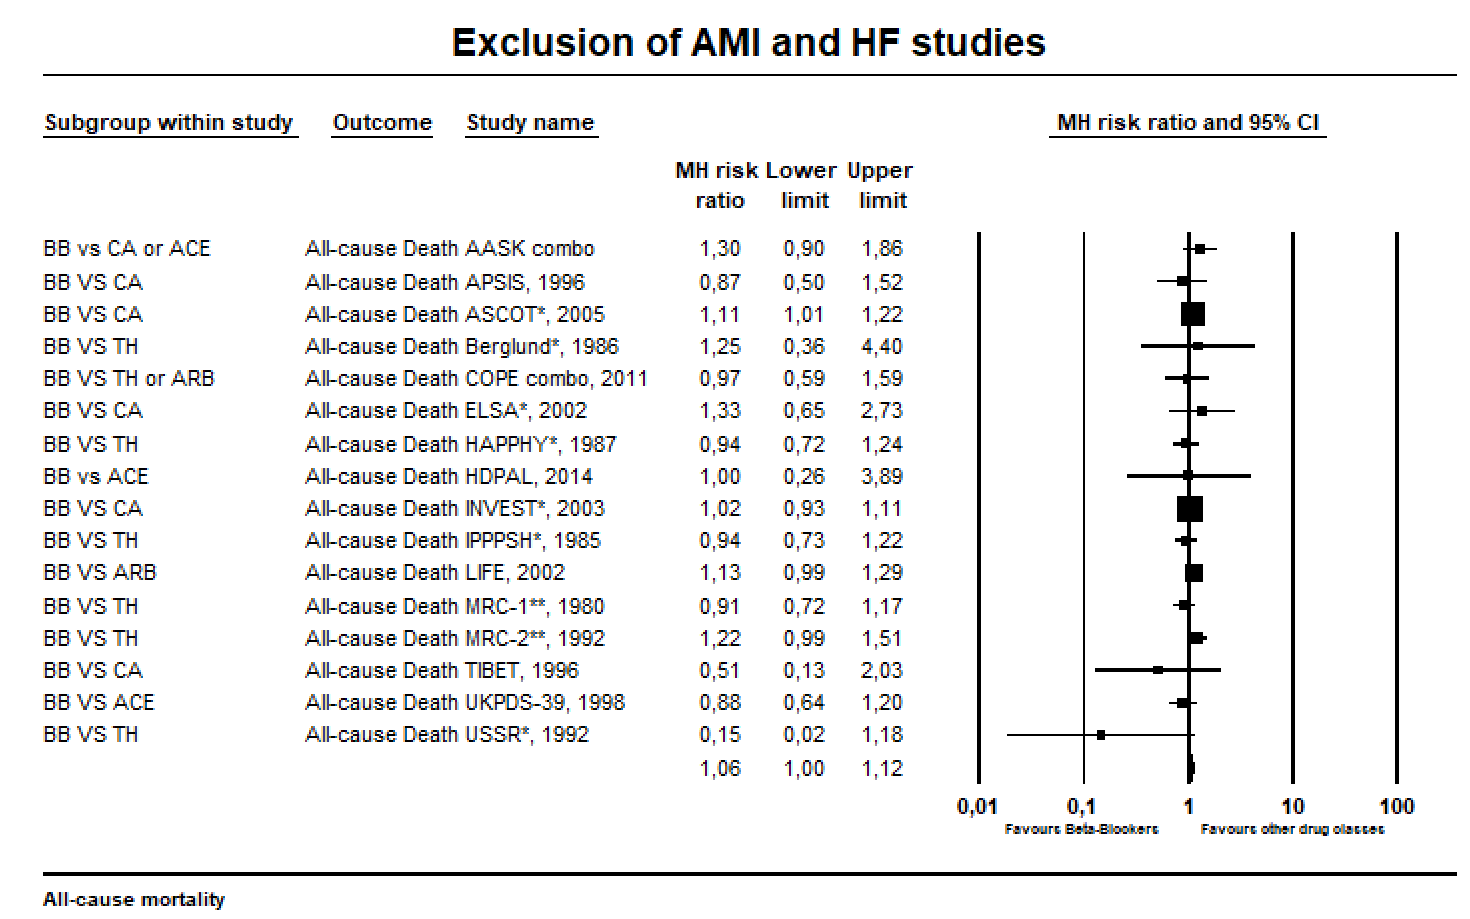 Exclusion of AMI and HF studies
Subgroup within study Outcome Study name MH risk ratio and 95% CI
MH risk Lower Upper
ratio limit limit
BB vs CA or ACE All-cause Death AASK combo 1,30 0,90 1,86
BB VS CA All-cause Death APSIS, 1996 0,87 0,50 1,52
BB VS CA All-cause Death ASCOT*, 2005 1,11 1,01 1,22
BB VS TH All-cause Death Berglund*, 1986 1,25 0,36 4,40
BB VS TH or ARB All-cause Death COPE combo, 2011 0,97 0,59 1,59
BB VS CA All-cause Death ELSA*, 2002 1,33 0,65 2,73
BB VS TH All-cause Death HAPPHY*, 1987 0,94 0,72 1,24
BB vs ACE All-cause Death HDPAL, 2014 1,00 0,26 3,89
BB VS CA All-cause Death INVEST*, 2003 1,02 0,93 1,11
BB VS TH All-cause Death IPPPSH*, 1985 0,94 0,73 1,22
BB VS ARB All-cause Death LIFE, 2002 1,13 0,99 1,29
BB VS TH All-cause Death MRC-1**, 1980 0,91 0,72 1,17
BB VS TH All-cause Death MRC-2**, 1992 1,22 0,99 1,51
BB VS CA All-cause Death TIBET, 1996 0,51 0,13 2,03
BB VS ACE All-cause Death UKPDS-39, 1998 0,88 0,64 1,20
BB VS TH All-cause Death USSR*, 1992 0,15 0,02 1,18
1,06 1,00 1,12
0,01 0,1 1 10 100
Favours Beta-Blookers Favours other drug classes
All-cause mortality